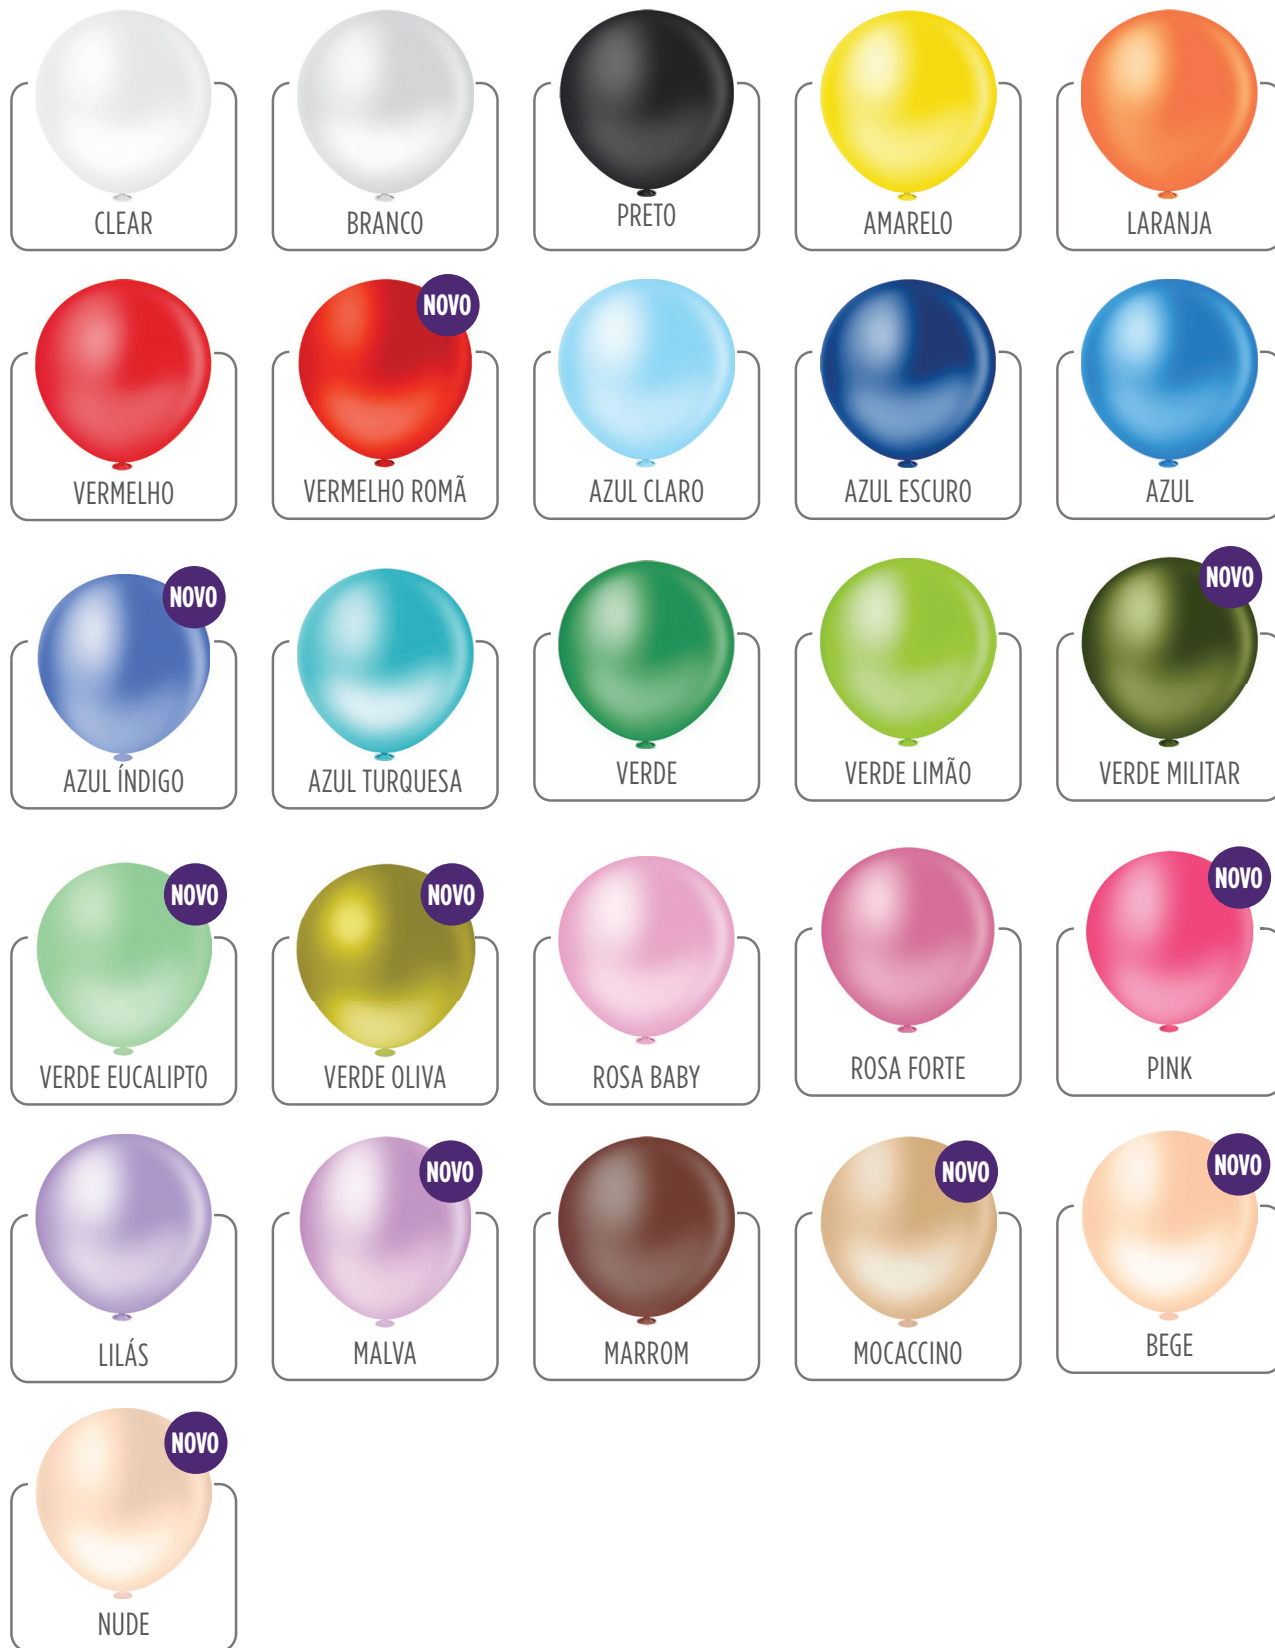 CLEAR
BRANCO
PRETO
AMARELO
LARANJA
VERMELHO
NOVO
VERMELHO ROMÃ
AZUL CLARO
AZUL ESCURO
AZUL
NOVO
AZUL ÍNDIGO
AZUL TURQUESA
VERDE
VERDE LIMÃO
NOVO
VERDE MILITAR
NOVO
VERDE EUCALIPTO
NOVO
VERDE OLIVA
ROSA BABY
ROSA FORTE
NOVO
PINK
LILÁS
NOVO
MALVA
MARROM
NOVO
MOCACCINO
NOVO
BEGE
NOVO
NUDE